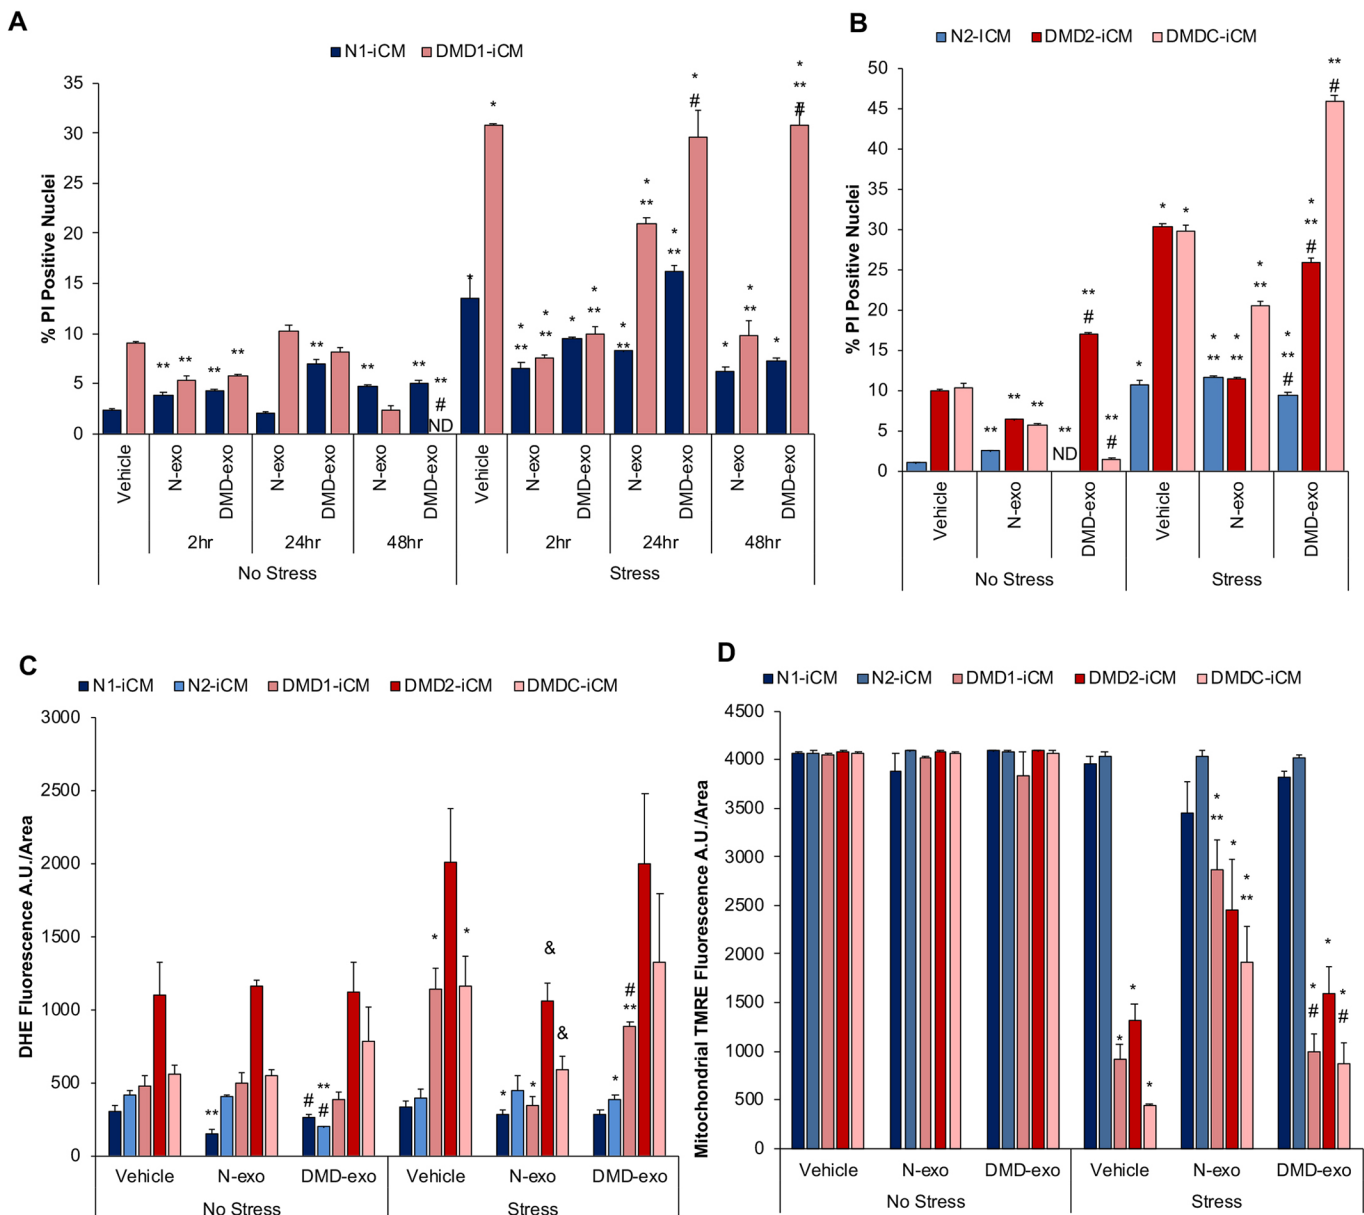 A
N1-iCM DMD1-iCM
% PI Positive Nuclei
35
30
25
20
15
10
5
0
** ** ** ** ** ** ** # ND
* * * ** * ** * * ** * ** * ** * ** * # * * ** * * ** #
Vehicle N-exo DMD-exo N-exo DMD-exo N-exo DMD-exo Vehicle N-exo DMD-exo N-exo DMD-exo N-exo DMD-exo
2hr 24hr 48hr 2hr 24hr 48hr
No Stress Stress
B
N2-ICM DMD2-iCM DMDC-iCM
% PI Positive Nuclei
50
45
40
35
30
25
20
15
10
5
0
** ** ** ** ND ** # ** #
* * * * ** * ** * ** * ** # * ** # ** #
Vehicle N-exo DMD-exo Vehicle N-exo DMD-exo
No Stress Stress
C
N1-iCM N2-iCM DMD1-iCM DMD2-iCM DMDC-iCM
DHE Fluorescence A.U./Area
3000
2500
2000
1500
1000
500
0
** # ** # * * * * & & * # **
Vehicle N-exo DMD-exo Vehicle N-exo DMD-exo
No Stress Stress
D
N1-iCM N2-iCM DMD1-iCM DMD2-iCM DMDC-iCM
Mitochondrial TMRE Fluorescence A.U./Area
4500
4000
3500
3000
2500
2000
1500
1000
500
0
* * * * ** * * ** * # * * #
Vehicle N-exo DMD-exo Vehicle N-exo DMD-exo
No Stress Stress